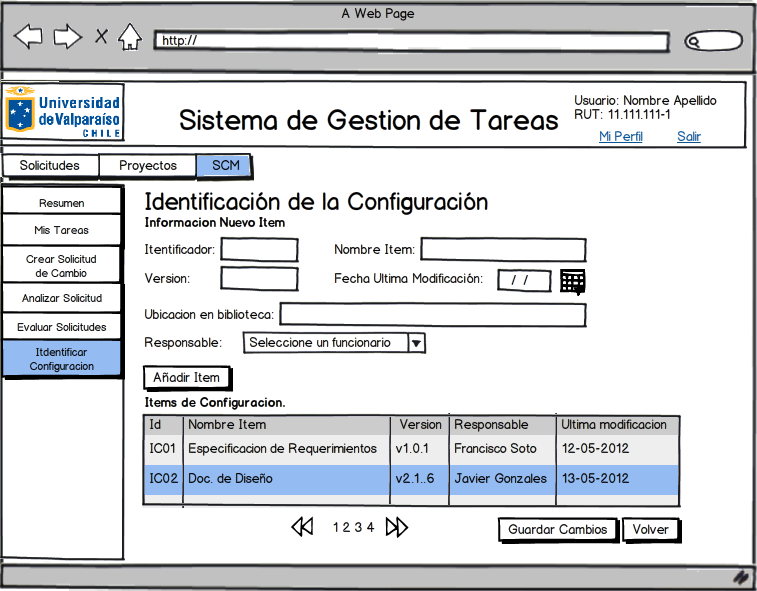 A Web Page
http://
Universidad
de Valparaíso
CHILE
Sistema de Gestion de Tareas
Usuario: Nombre Apellido
RUT: 11.111.111-1
Mi Perfil Salir
Solicitudes Proyectos SCM
Resumen
Mis Tareas
Crear Solicitud
de Cambio
Analizar Solicitud
Evaluar Solicitudes
Itdentificar
Configuracion
Identificación de la Configuración
Informacion Nuevo Item
Itentificador: Nombre Item:
Version: Fecha Ultima Modificación: / /
Ubicacion en biblioteca:
Responsable: Seleccione un funcionario
Añadir Item
Items de Configuracion.
Id Nombre Item Version Responsable Ultima modificacion
IC01 Especificacion de Requerimientos v1.0.1 Francisco Soto 12-05-2012
IC02 Doc. de Diseño v2.1..6 Javier Gonzales 13-05-2012
1 2 3 4
Guardar Cambios Volver